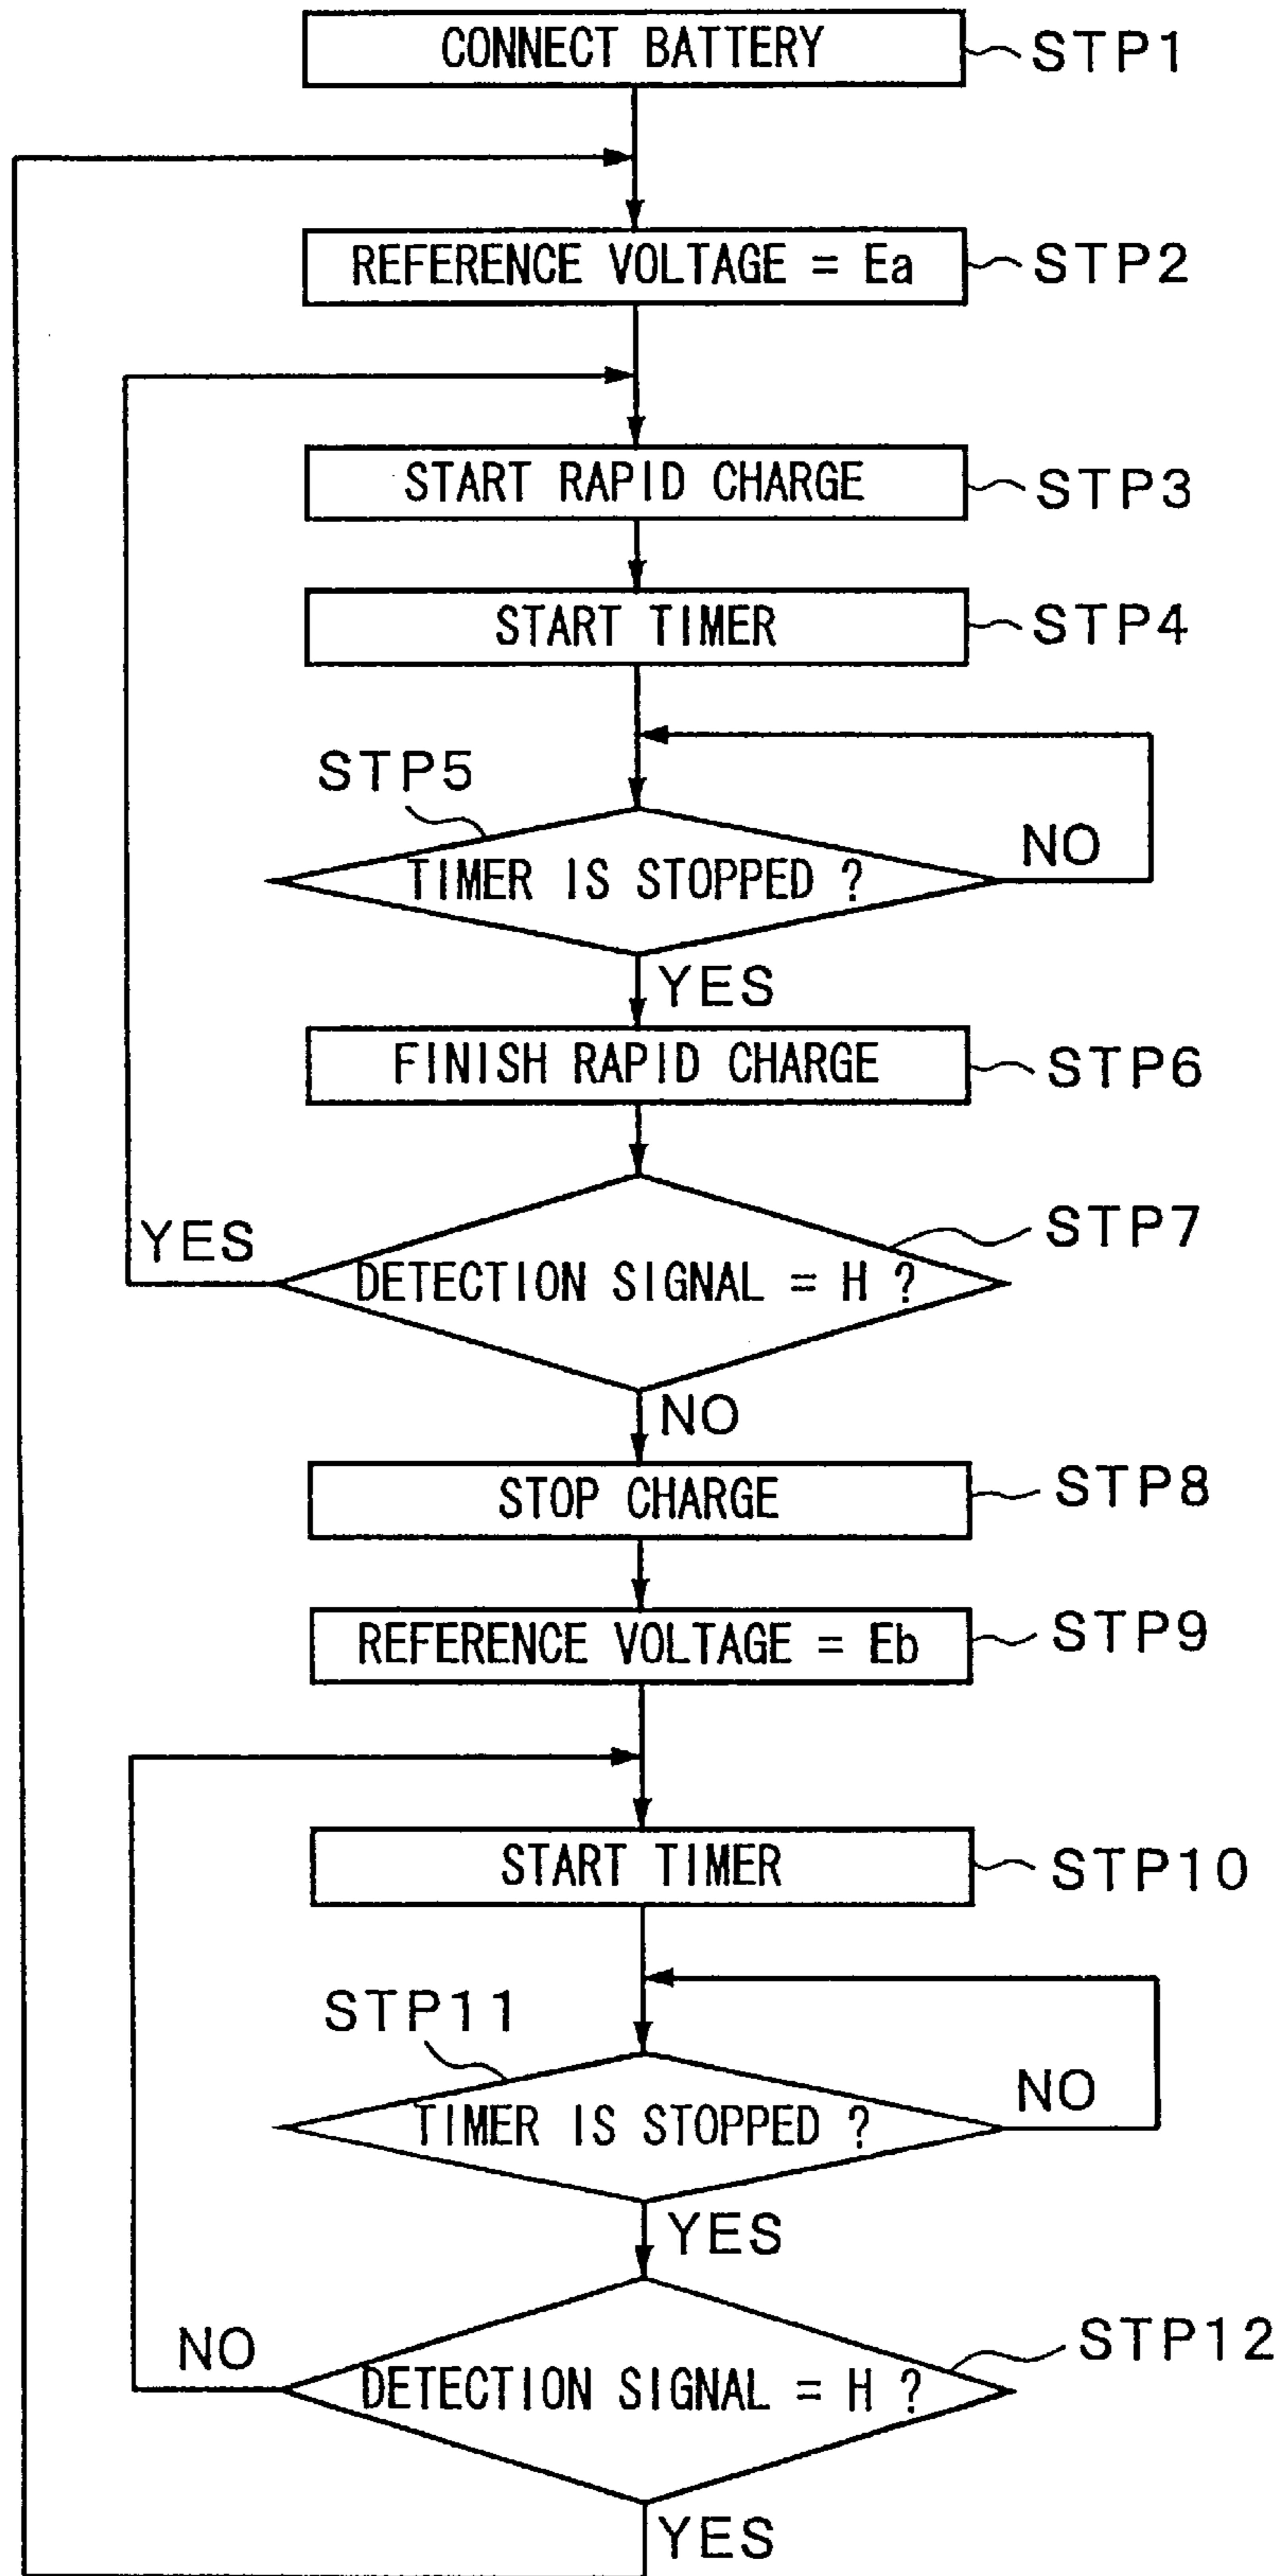 CONNECT BATTERY
STP1
REFERENCE VOLTAGE = Ea
STP2
START RAPID CHARGE
STP3
START TIMER
STP4
STP5
TIMER IS STOPPED ?
NO
YES
FINISH RAPID CHARGE
STP6
STP7
YES
DETECTION SIGNAL = H ?
NO
STOP CHARGE
STP8
REFERENCE VOLTAGE = Eb
STP9
START TIMER
STP10
STP11
TIMER IS STOPPED ?
NO
YES
STP12
NO
DETECTION SIGNAL = H ?
YES